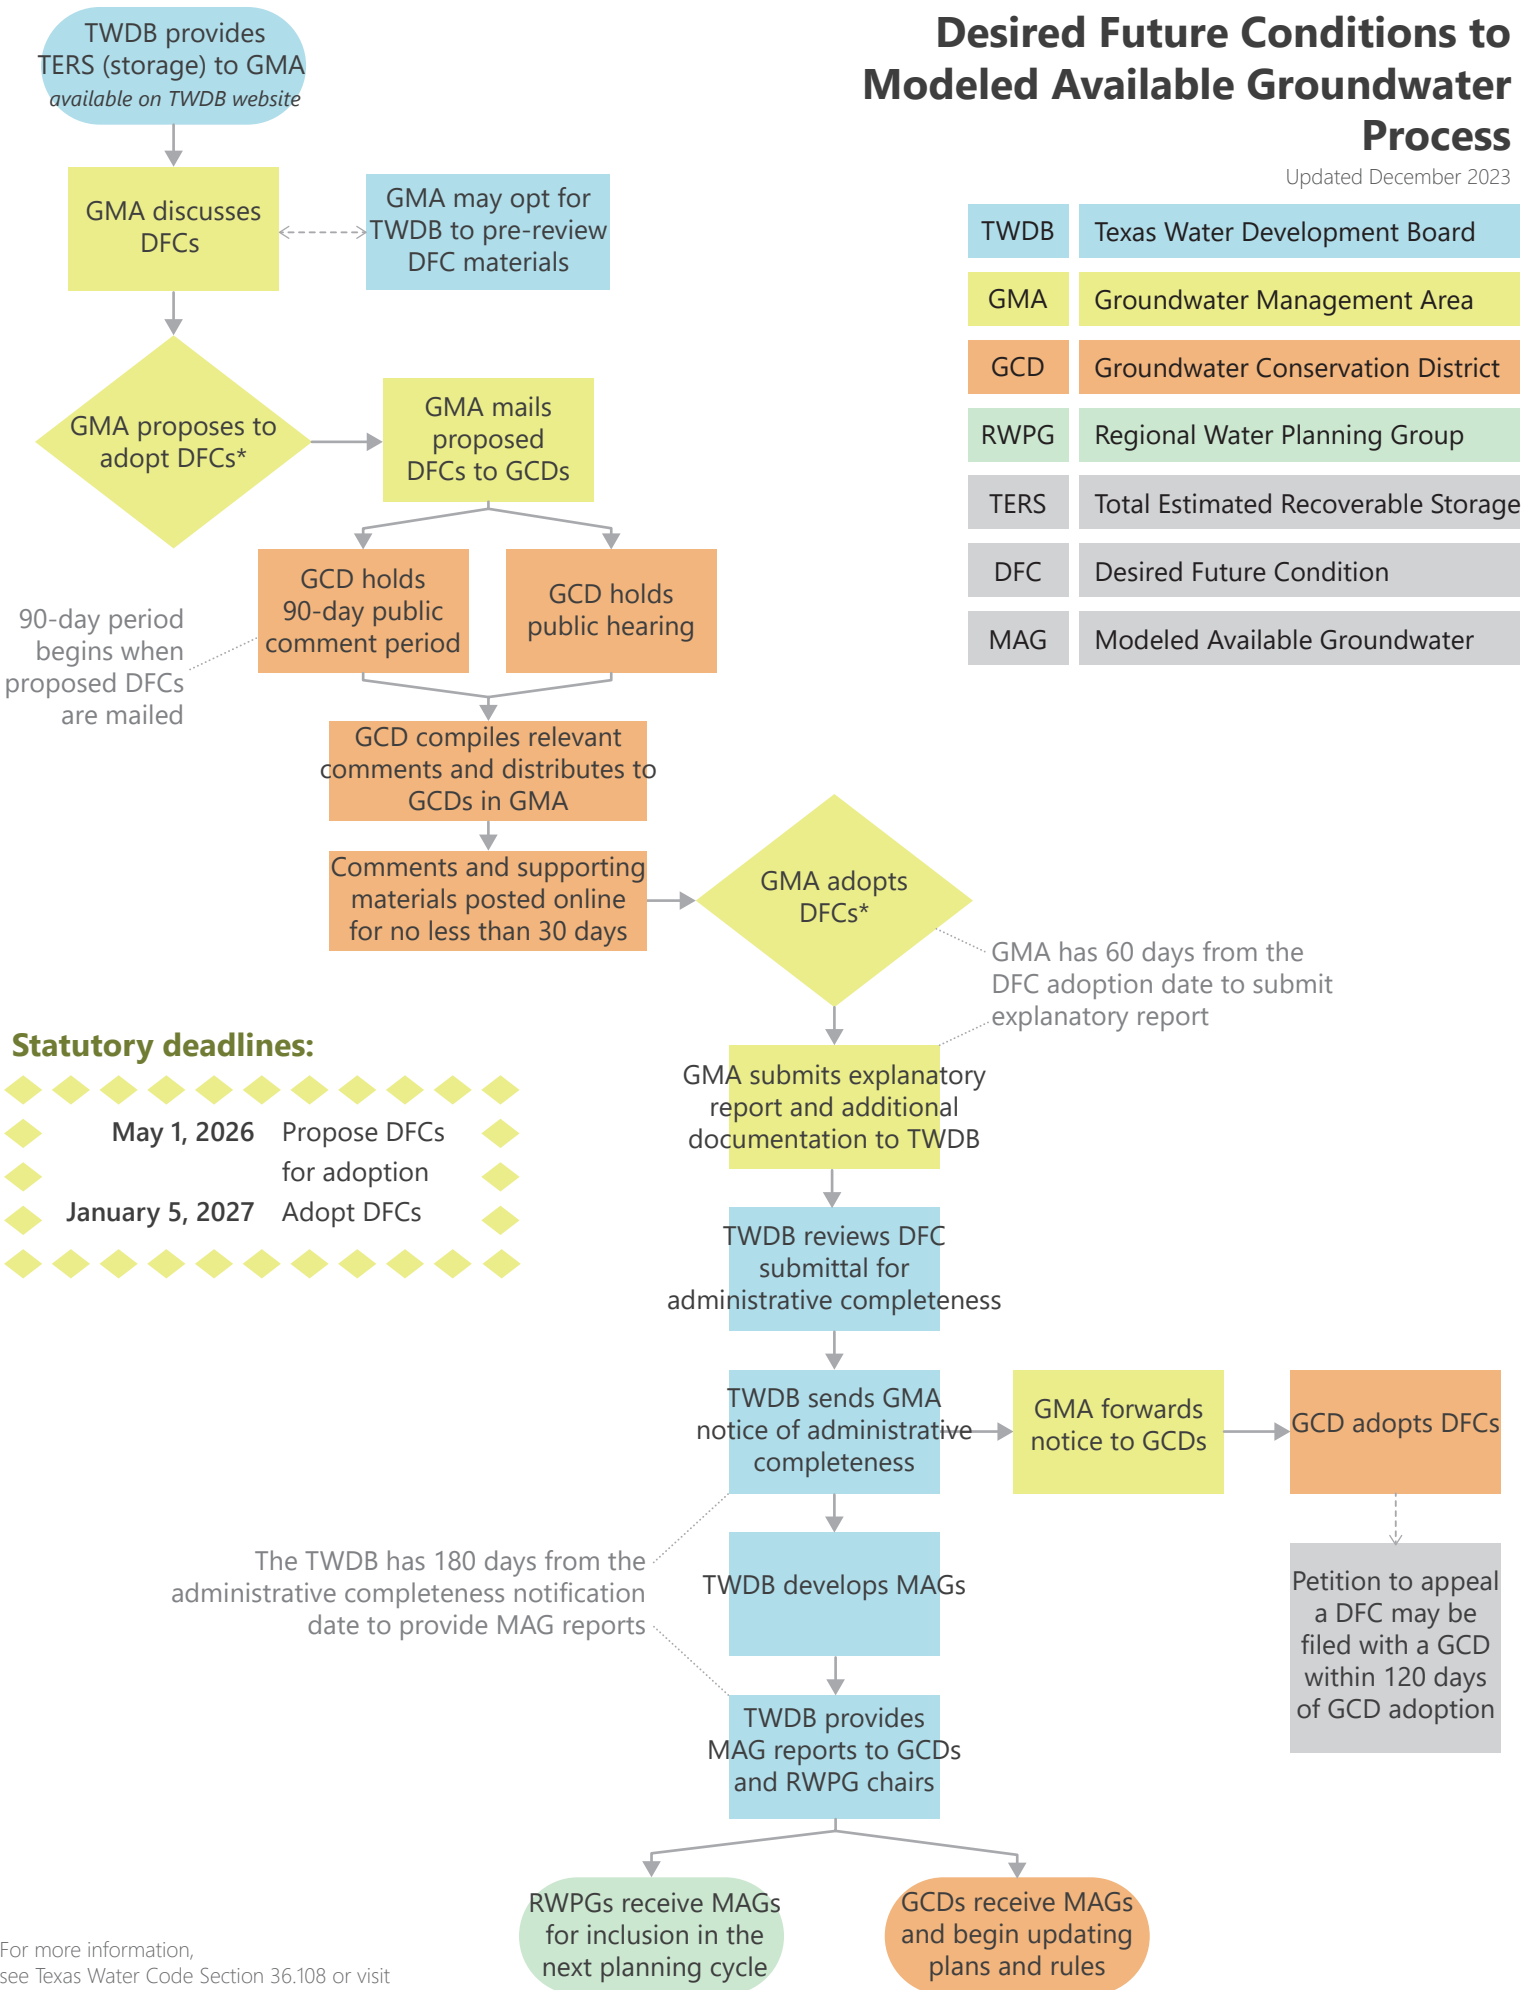 Desired Future Conditions to
Modeled Available Groundwater
Process
Updated December 2023
TWDB Texas Water Development Board
GMA Groundwater Management Area
GCD Groundwater Conservation District
RWPG Regional Water Planning Group
TERS Total Estimated Recoverable Storage
DFC Desired Future Condition
MAG Modeled Available Groundwater
TWDB provides
TERS (storage) to GMA
available on TWDB website
GMA discusses
DFCs
GMA may opt for
TWDB to pre-review
DFC materials
GMA proposes to
adopt DFCs*
GMA mails
proposed
DFCs to GCDs
GCD holds
90-day public
comment period
GCD holds
public hearing
90-day period
begins when
proposed DFCs
are mailed
GCD compiles relevant
comments and distributes to
GCDs in GMA
Comments and supporting
materials posted online
for no less than 30 days
GMA adopts
DFCs*
GMA has 60 days from the
DFC adoption date to submit
explanatory report
Statutory deadlines:
May 1, 2026 Propose DFCs
for adoption
January 5, 2027 Adopt DFCs
GMA submits explanatory
report and additional
documentation to TWDB
TWDB reviews DFC
submittal for
administrative completeness
TWDB sends GMA
notice of administrative
completeness
GMA forwards
notice to GCDs
GCD adopts DFCs
The TWDB has 180 days from the
administrative completeness notification
date to provide MAG reports
TWDB develops MAGs
Petition to appeal
a DFC may be
filed with a GCD
within 120 days
of GCD adoption
TWDB provides
MAG reports to GCDs
and RWPG chairs
RWPGs receive MAGs
for inclusion in the
next planning cycle
GCDs receive MAGs
and begin updating
plans and rules
For more information,
see Texas Water Code Section 36.108 or visit